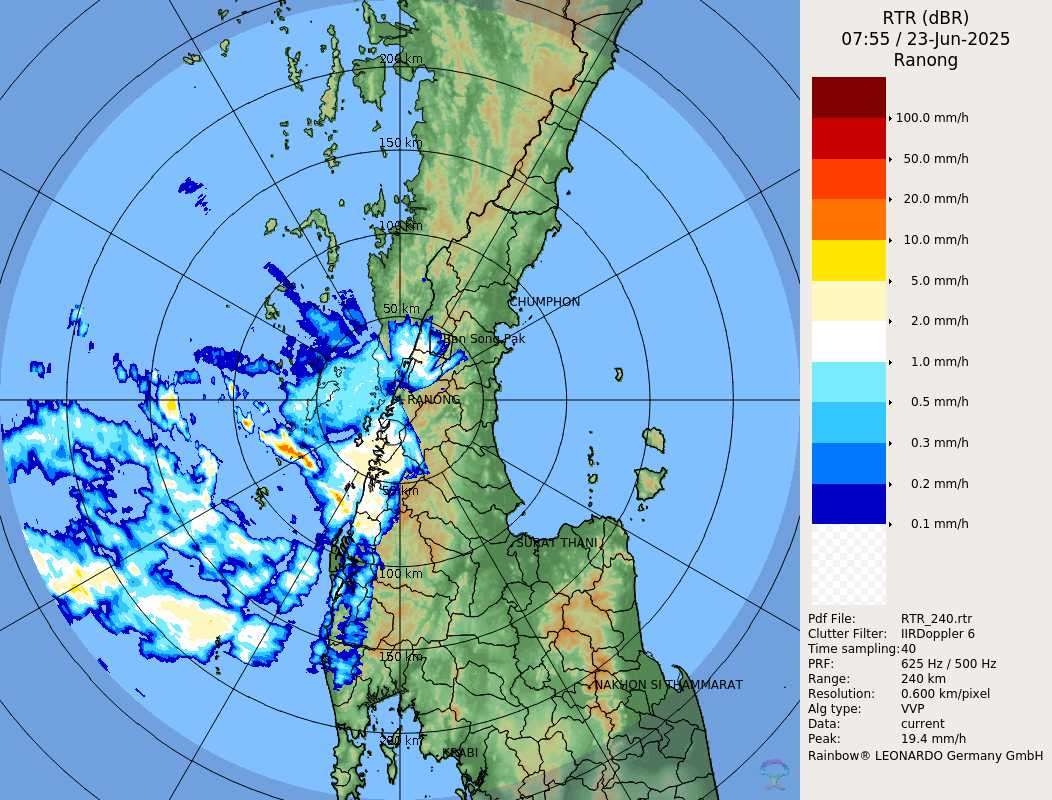 RTR (dBR)
07:55 / 23-Jun-2025
Ranong
200 km
150 km
100 km
50 km
CHUMPHON
Ban Song Pak
RANONG
50 km
SURAT THANI
100 km
150 km
NAKHON SI THAMMARAT
200 km
KRABI
100.0 mm/h
50.0 mm/h
20.0 mm/h
10.0 mm/h
5.0 mm/h
2.0 mm/h
1.0 mm/h
0.5 mm/h
0.3 mm/h
0.2 mm/h
0.1 mm/h
Pdf File: RTR_240.rtr
Clutter Filter: IIRDoppler 6
Time sampling: 40
PRF: 625 Hz / 500 Hz
Range: 240 km
Resolution: 0.600 km/pixel
Alg type: VVP
Data: current
Peak: 19.4 mm/h
Rainbow® LEONARDO Germany GmbH